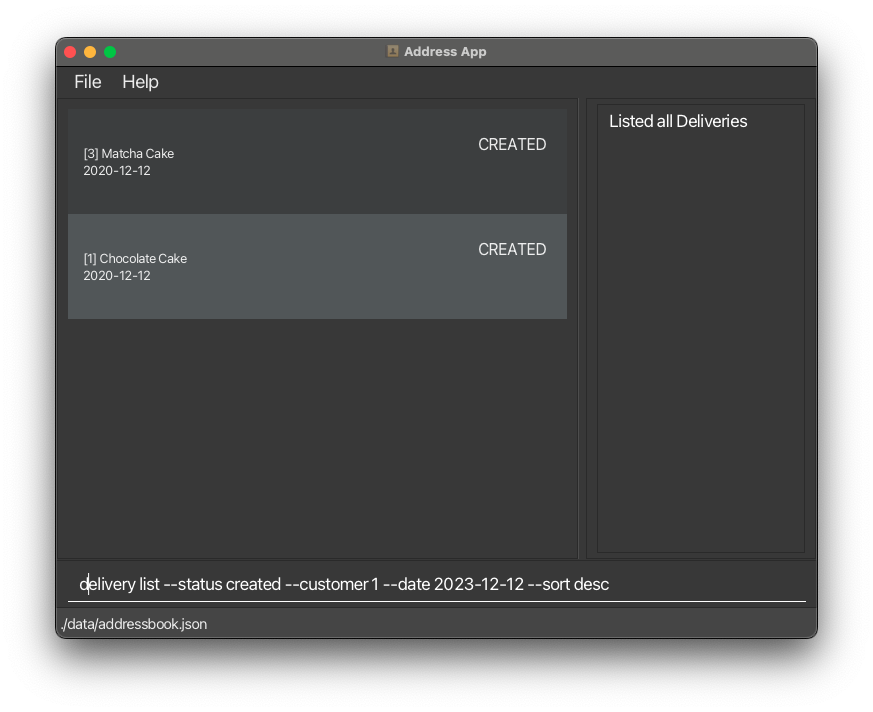 Address App
File Help
[3] Matcha Cake
2020-12-12
CREATED
[1] Chocolate Cake
2020-12-12
CREATED
Listed all Deliveries
delivery list --status created --customer 1 --date 2023-12-12 --sort desc
./data/addressbook.json